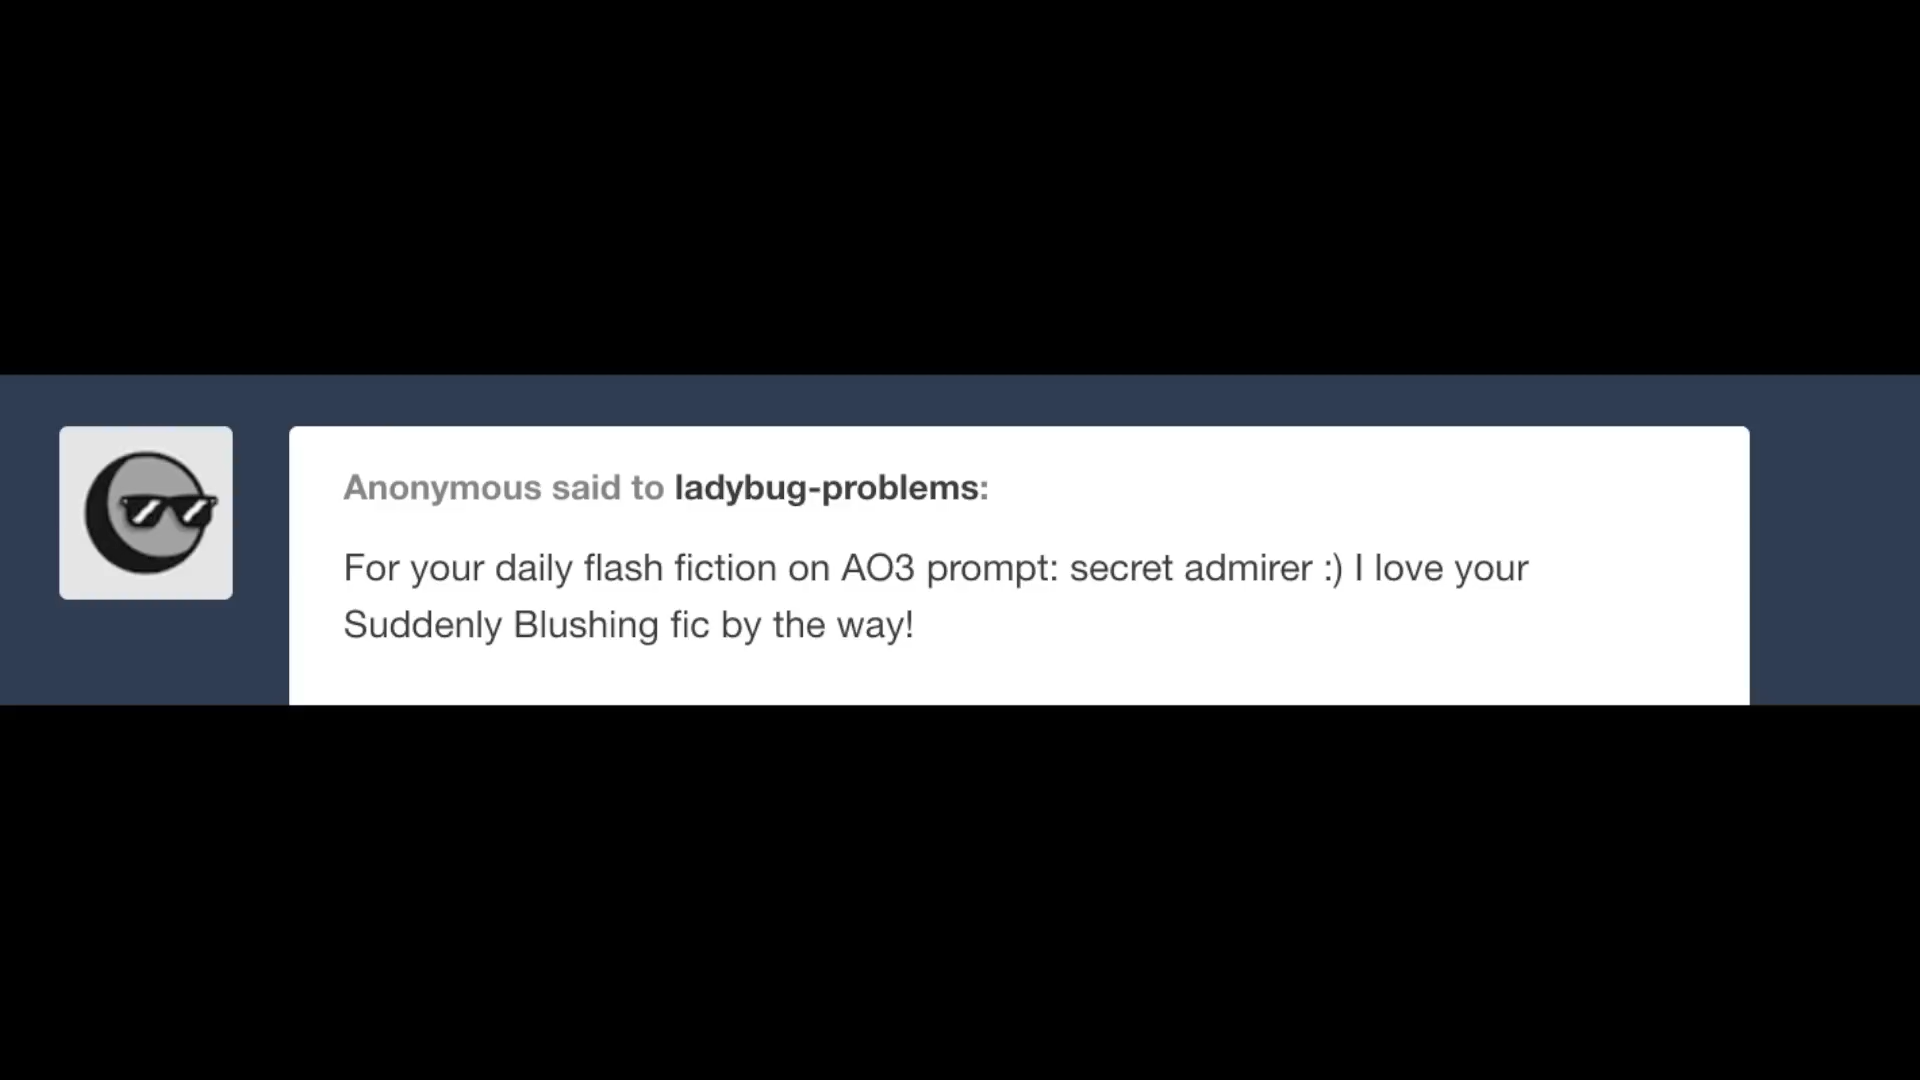 Anonymous said to ladybug-problems:
For your daily flash fiction on AO3 prompt: secret admirer :) I love your
Suddenly Blushing fic by the way!